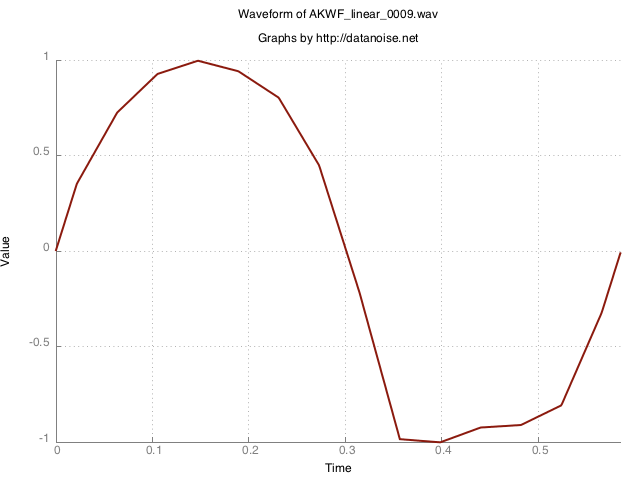 Waveform of AKWF_linear_0009.wav
Graphs by http://datanoise.net
1
0.5
0
-0.5
-1
Value
0 0.1 0.2 0.3 0.4 0.5
Time